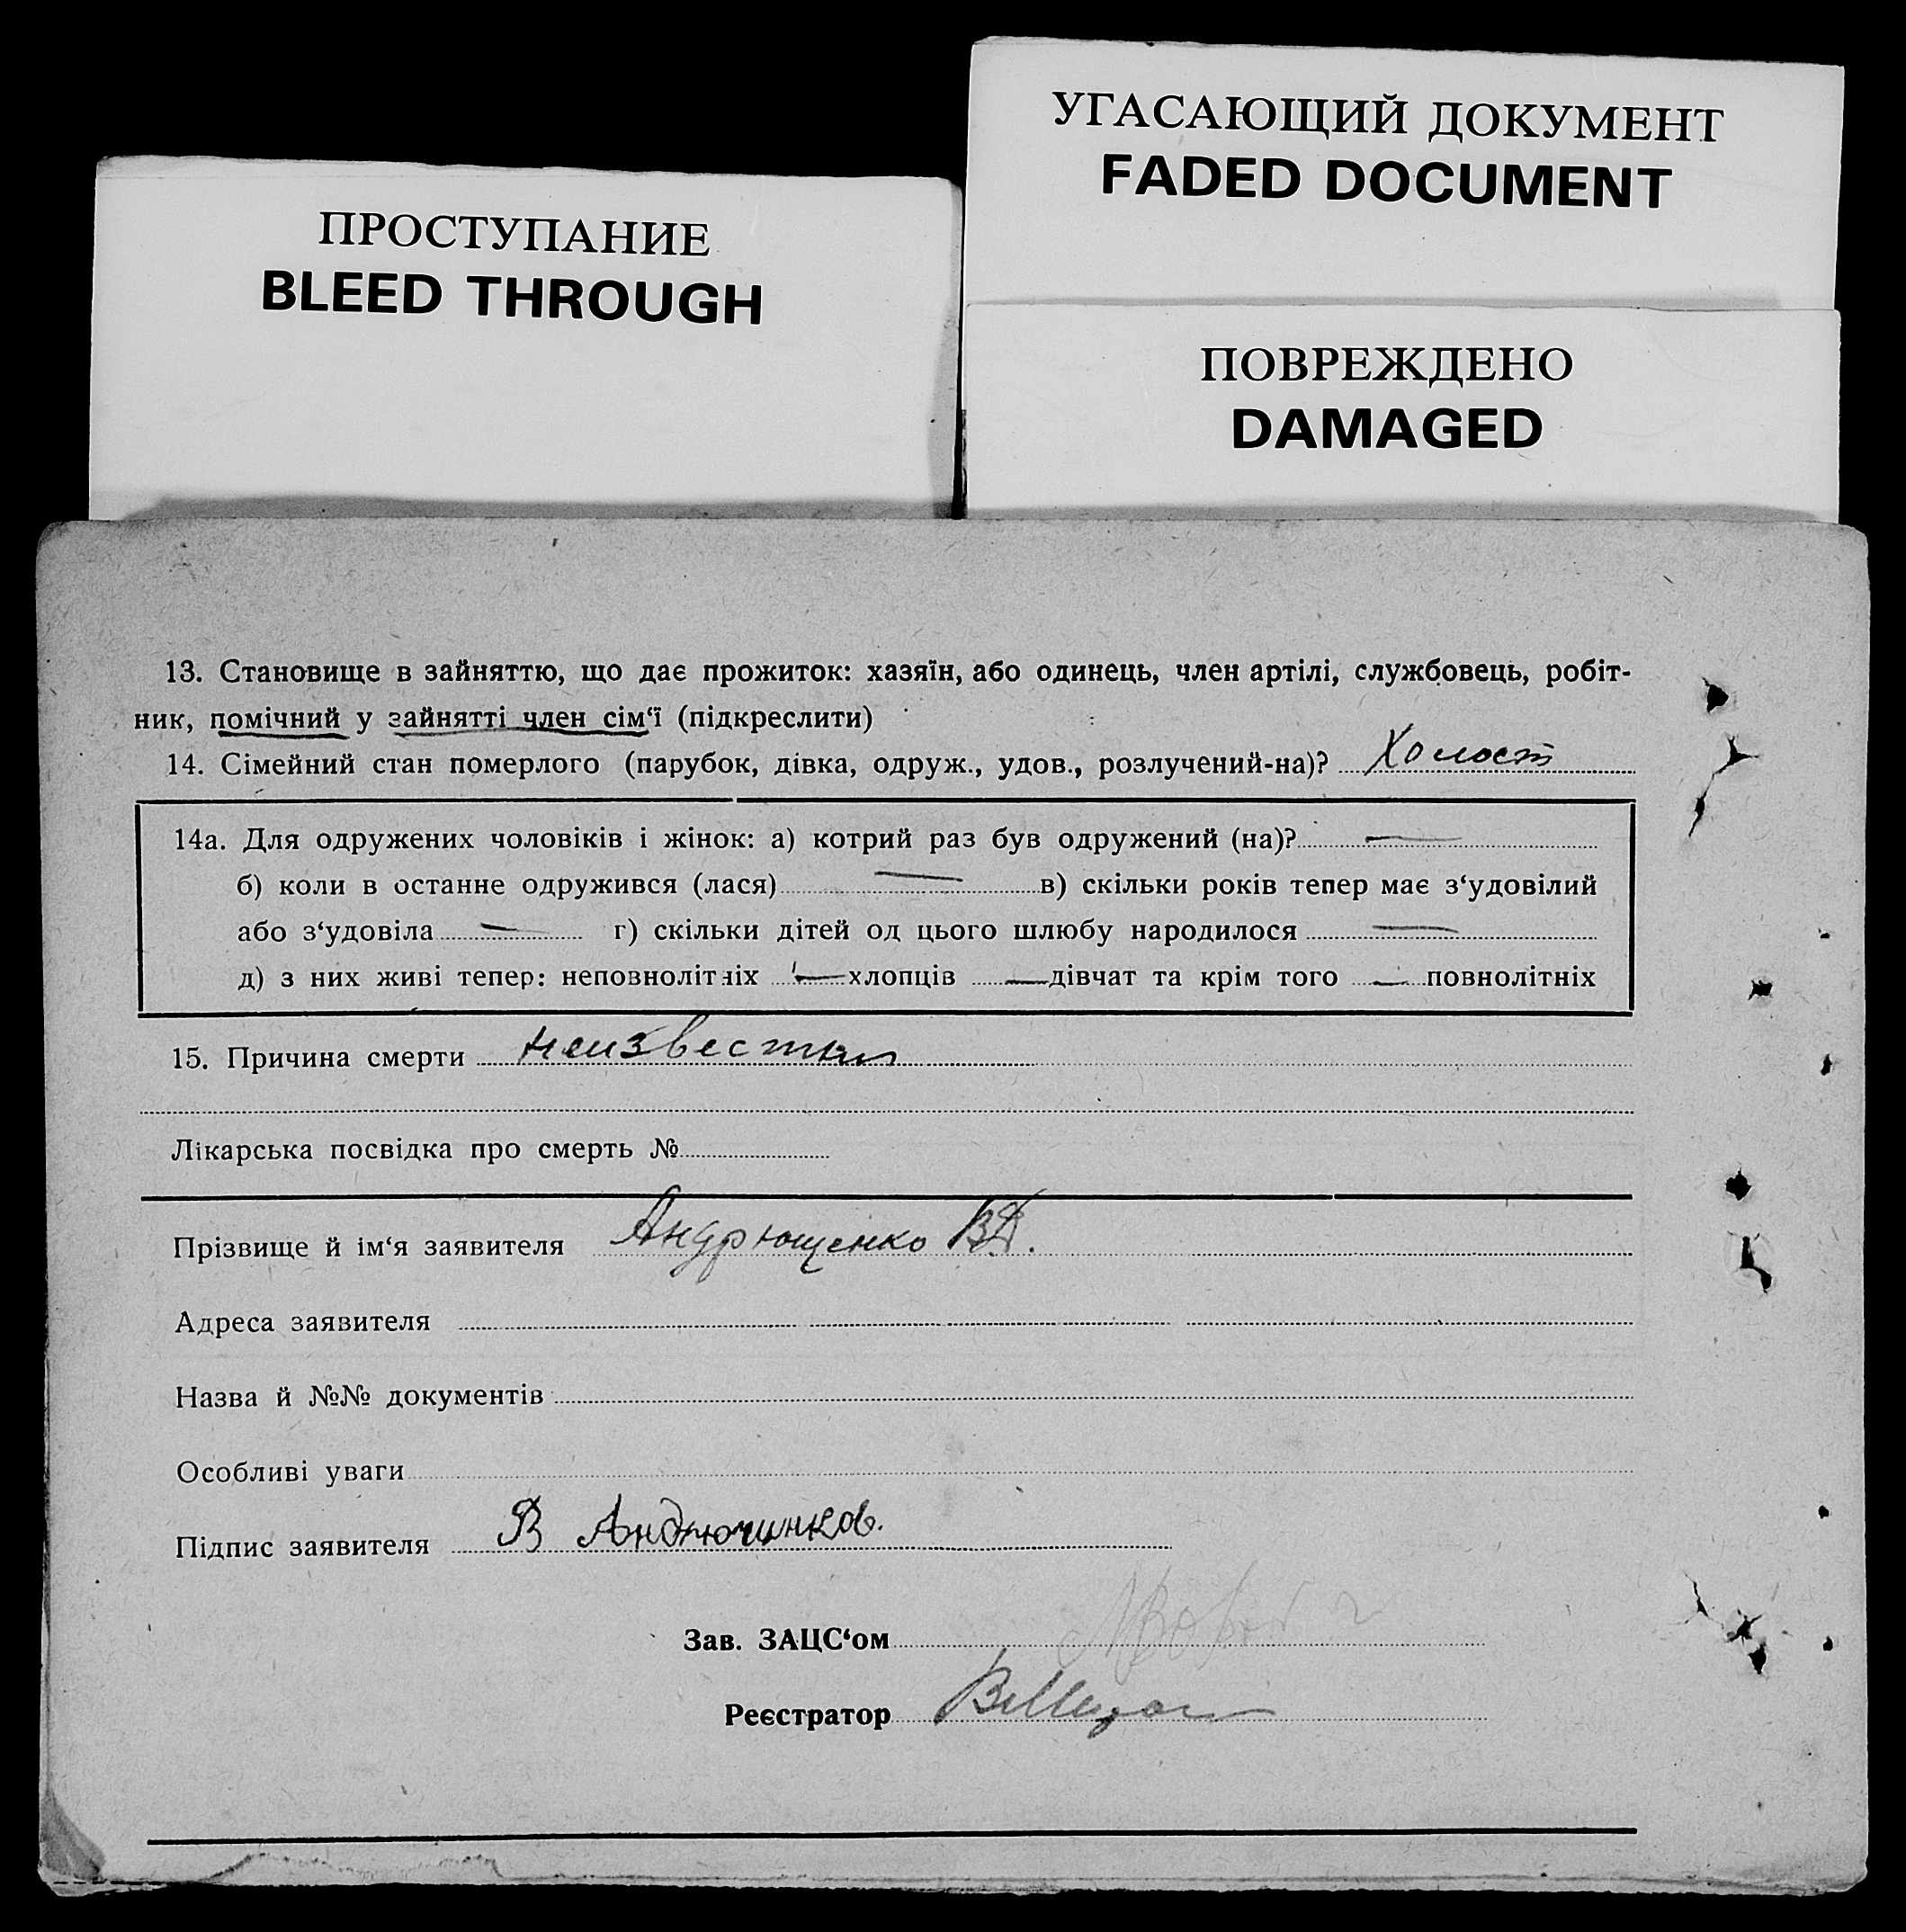 УГАСАЮЩИЙ ДОКУМЕНТ
FADED DOCUMENT
ПРОСТУПАНИЕ
BLEED THROUGH
ПОВРЕЖДЕНО
DAMAGED
13. Становище в зайняттю, що дає прожиток: хазяїн, або одинець, член артілі, службовець, робіт-
ник, помічний у зайнятті член сім‘ї (підкреслити)
14. Сімейний стан померлого (парубок, дівка, одруж., удов., розлучений-на)? Холост
14а. Для одружених чоловіків і жінок: а) котрий раз був одружений (на)? —
б) коли в останне одружився (лася) — в) скільки років тепер має з‘удовілий
або з‘удовіла — г) скільки дітей од цього шлюбу народилося —
д) з них живі тепер: неповнолітніх — хлопців — дівчат та крім того — повнолітніх
15. Причина смерти неизвестна
Лікарська посвідка про смерть №
Прізвище й ім‘я заявителя Андрющенко В.Д.
Адреса заявителя
Назва й №№ документів
Особливі уваги
Підпис заявителя В
Зав. ЗАЦС‘ом
Реєстратор